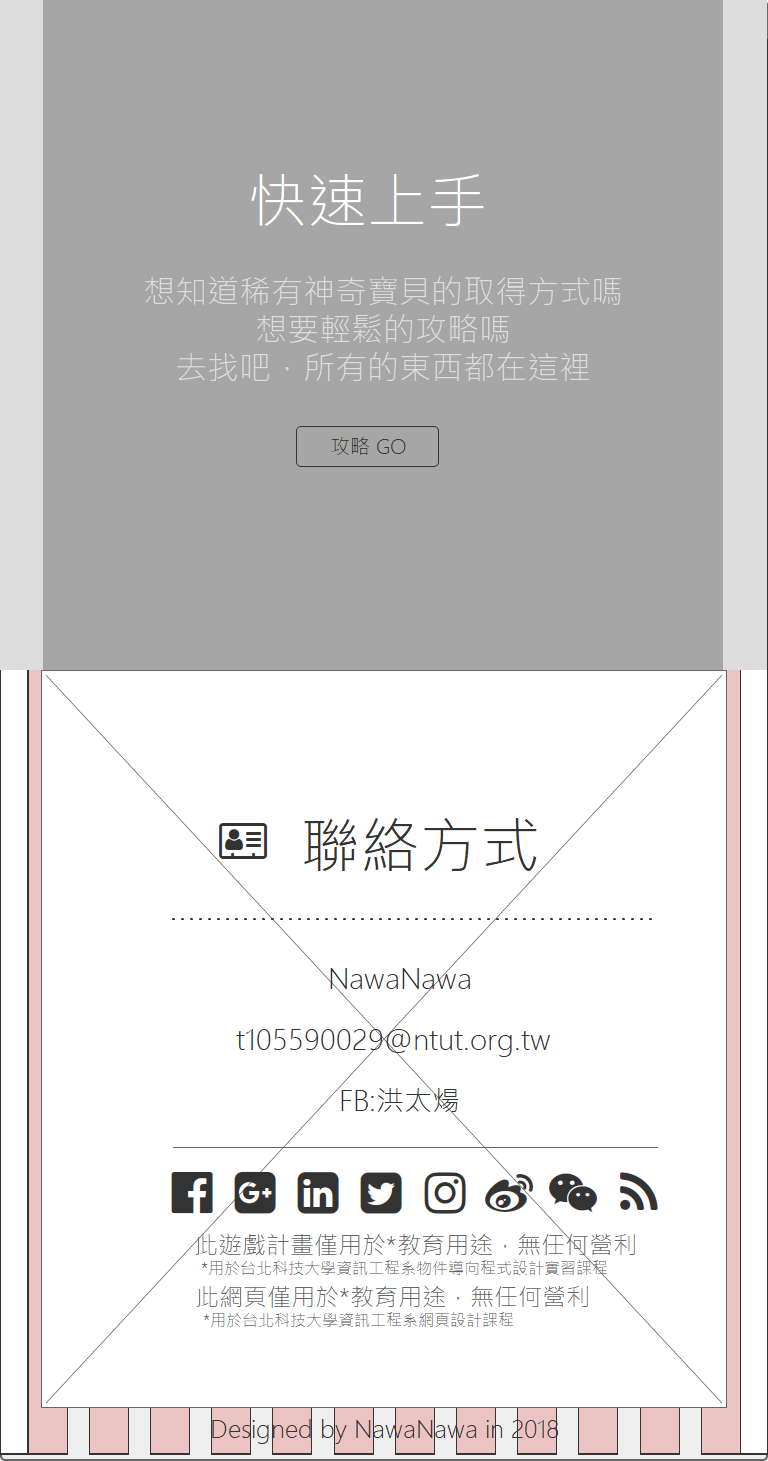 快速上手
想知道稀有神奇寶貝的取得方式嗎
想要輕鬆的攻略嗎
去找吧，所有的東西都在這裡
攻略 GO
聯絡方式
NawaNawa
t105590029@ntut.org.tw
FB:洪太煬
此遊戲計畫僅用於*教育用途，無任何營利
*用於台北科技大學資訊工程系物件導向程式設計實習課程
此網頁僅用於*教育用途，無任何營利
*用於台北科技大學資訊工程系網頁設計課程
Designed by NawaNawa in 2018